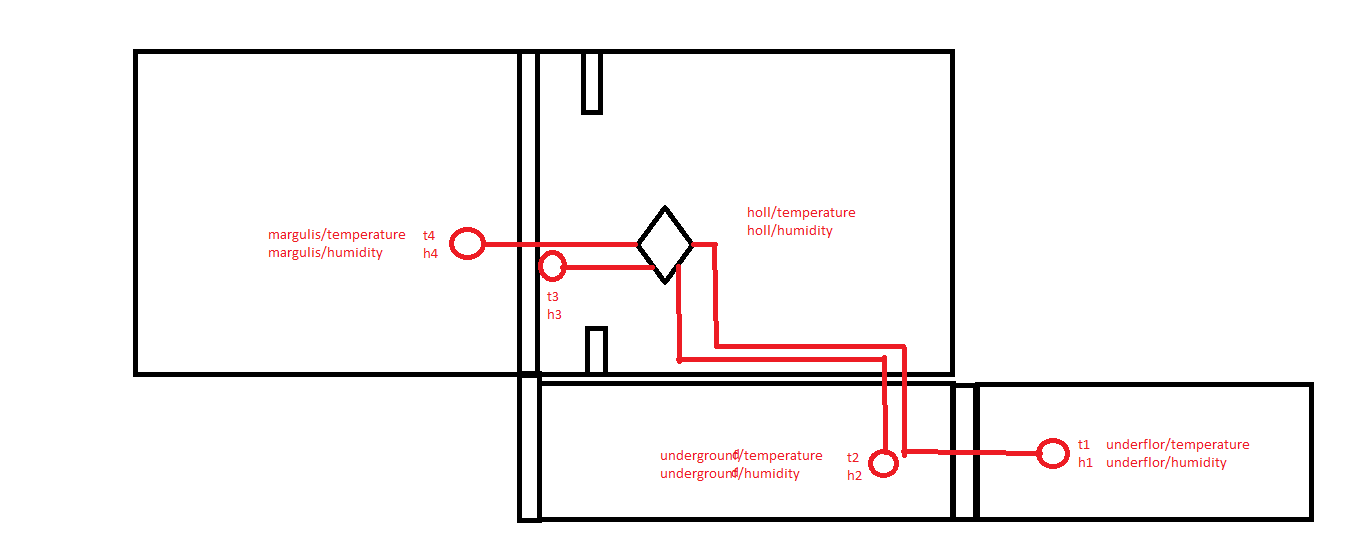 holl/temperature
holl/humidity
margulis/temperature t4
margulis/humidity h4
t3
h3
underground/temperature t2
underground/humidity h2
t1 underflor/temperature
h1 underflor/humidity